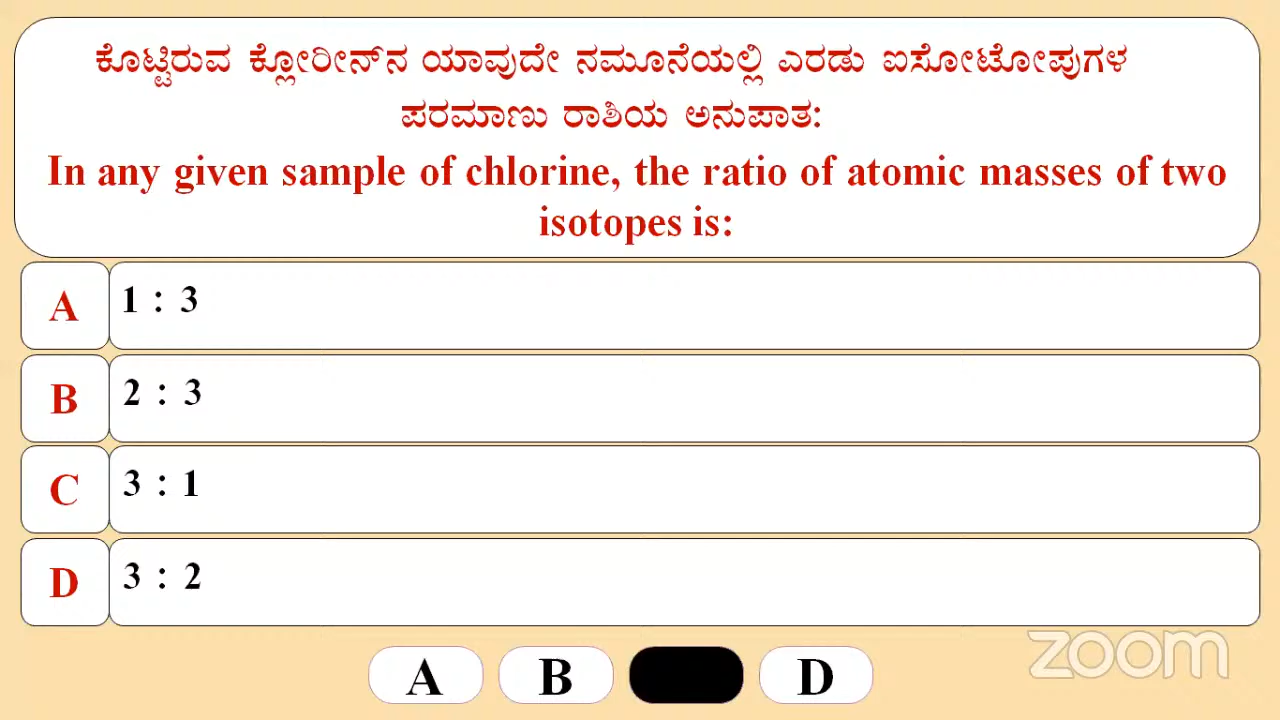 ಕೊಟ್ಟಿರುವ ಕ್ಲೋರೀನ್‌ನ ಯಾವುದೇ ನಮೂನೆಯಲ್ಲಿ ಎರಡು ಐಸೋಟೋಪುಗಳ
ಪರಮಾಣು ರಾಶಿಯ ಅನುಪಾತ:
In any given sample of chlorine, the ratio of atomic masses of two
isotopes is:
A 1 : 3
B 2 : 3
C 3 : 1
D 3 : 2
zoom
A B D